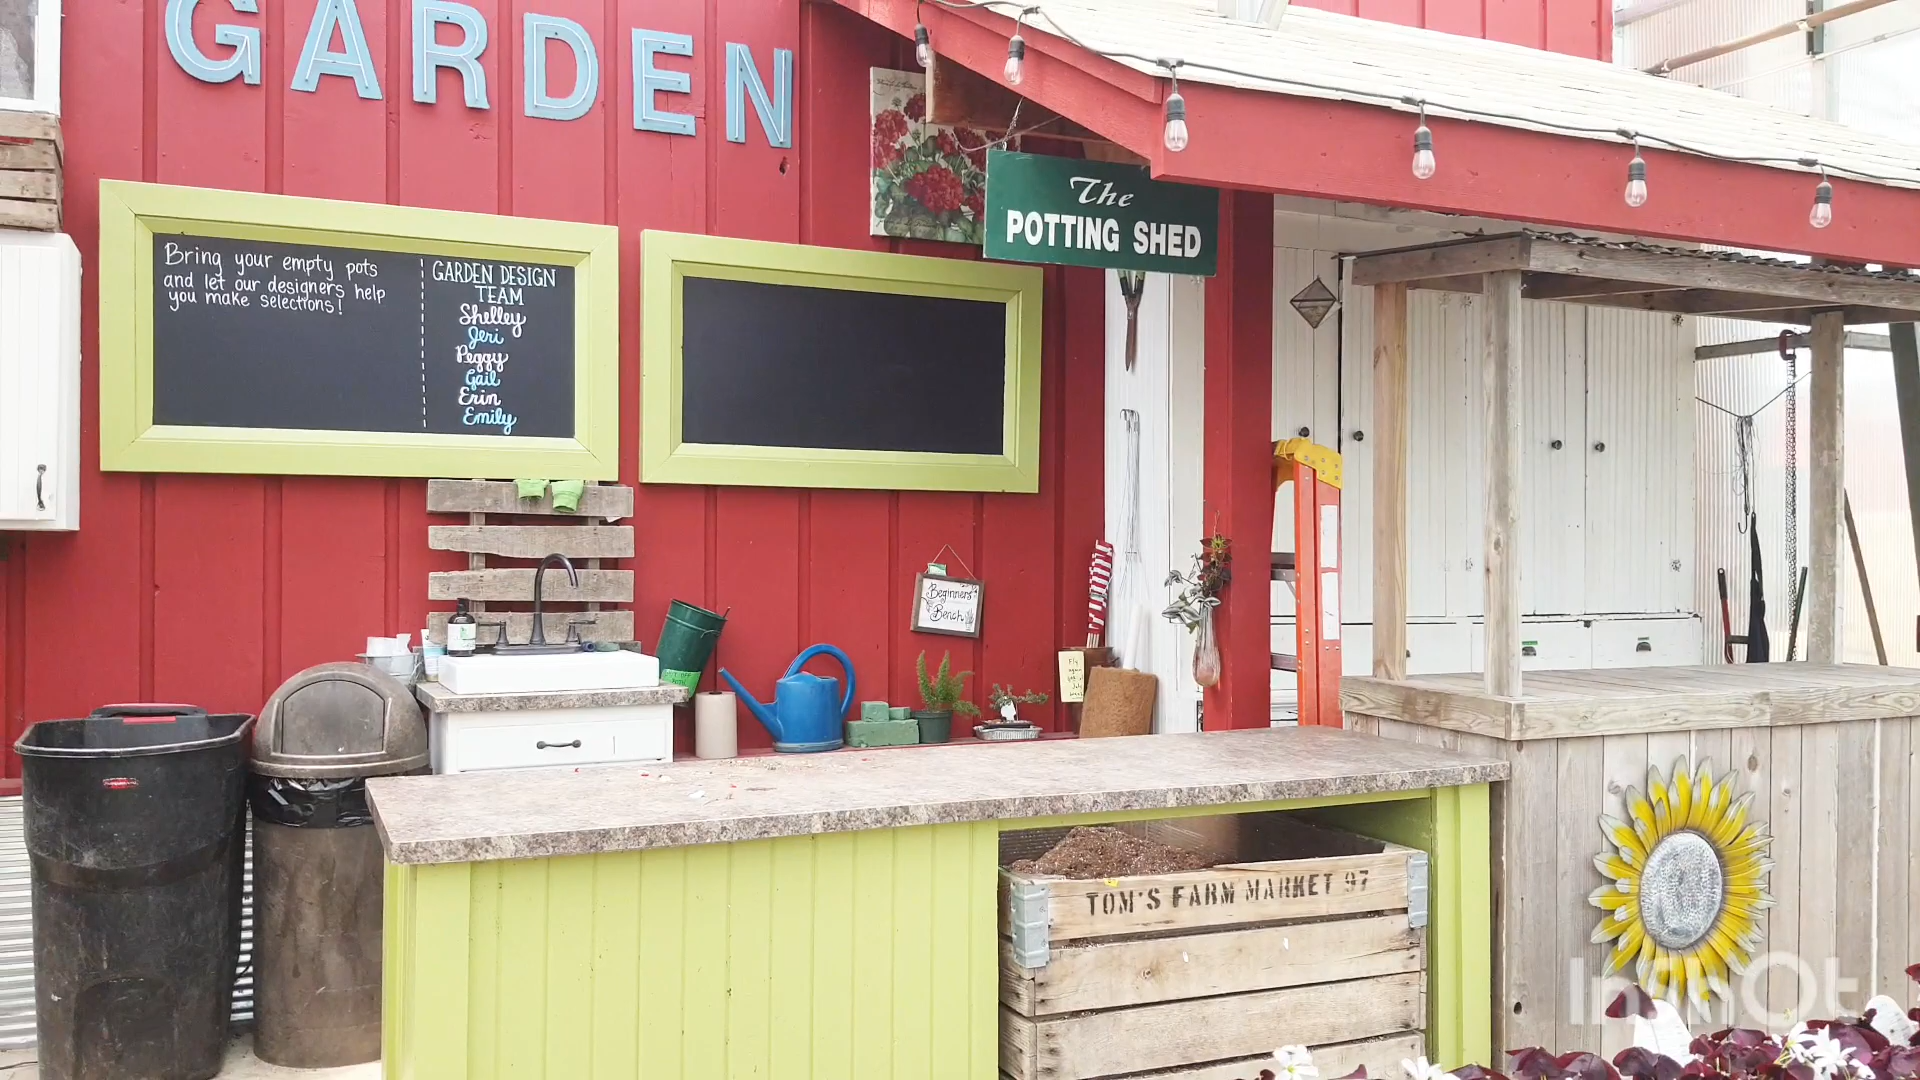 GARDEN
The
POTTING SHED
Bring your empty pots
and let our designers help
you make selections!
GARDEN DESIGN
TEAM
Shelley
Jeri
Peggy
Gail
Erin
Emily
Beginners
Bench
TOM'S FARM MARKET 97
InShOt